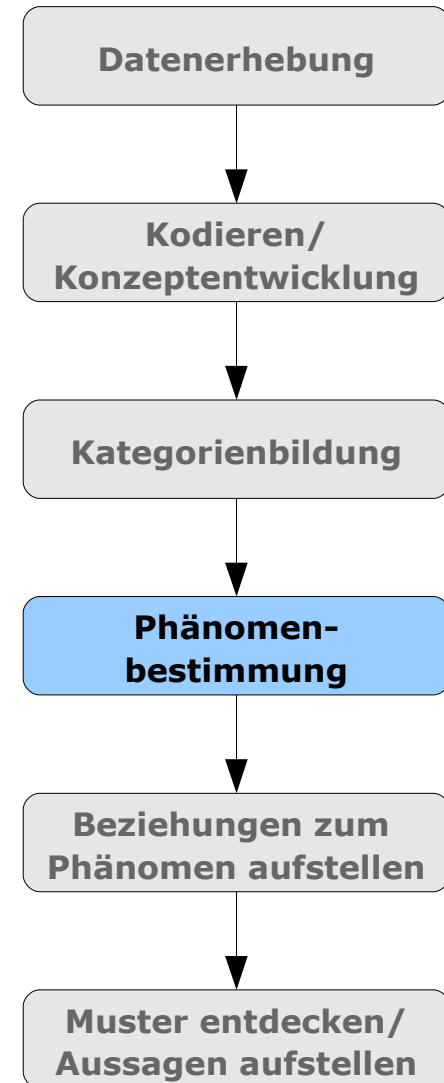 Datenerhebung
Kodieren/
Konzeptentwicklung
Kategorienbildung
Phänomen-
bestimmung
Beziehungen zum
Phänomen aufstellen
Muster entdecken/
Aussagen aufstellen